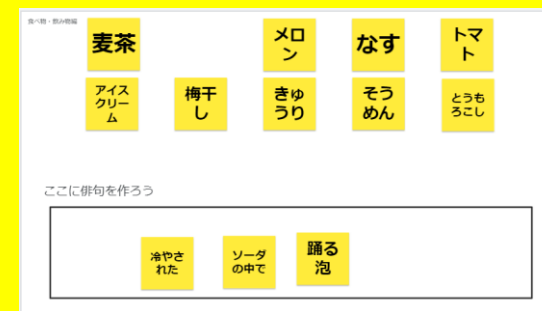 食べ物・飲み物編
麦茶
メロ
ン
なす
トマ
ト
アイス
クリー
ム
梅干
し
きゅ
うり
そう
めん
とうも
ろこし
ここに俳句を作ろう
冷やさ
れた
ソーダ
の中で
踊る
泡